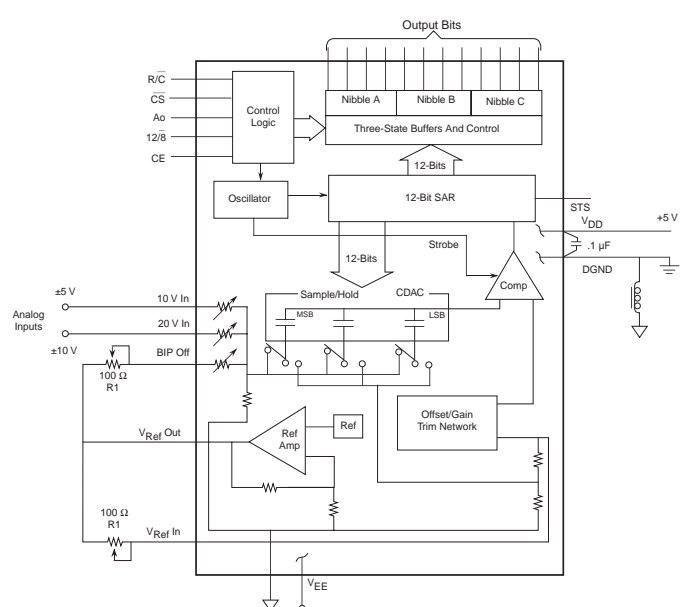 Output Bits
R/C̅
C̅S̅
Ao
12/8̅
CE
Control
Logic
Nibble A
Nibble B
Nibble C
Three-State Buffers And Control
12-Bits
Oscillator
12-Bit SAR
STS
VDD
+5 V
.1 µF
DGND
Strobe
12-Bits
Comp
Sample/Hold
CDAC
MSB
LSB
±5 V
10 V In
Analog
Inputs
20 V In
±10 V
BIP Off
100 Ω
R1
Offset/Gain
Trim Network
Ref
Ref
Amp
VRef Out
100 Ω
R1
VRef In
VEE